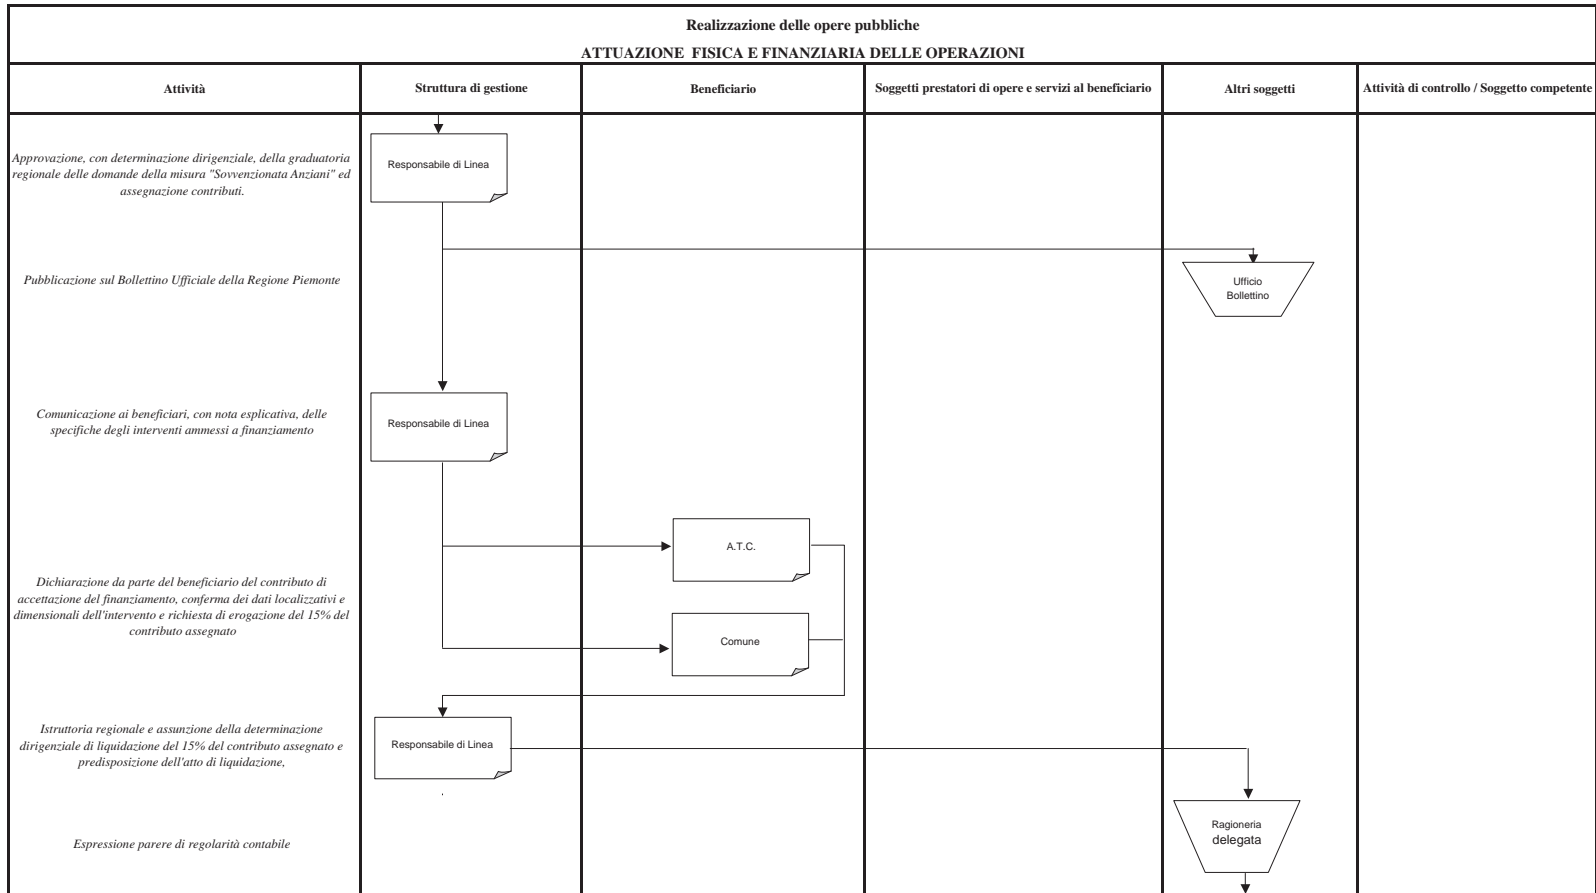 Realizzazione delle opere pubbliche
ATTUAZIONE FISICA E FINANZIARIA DELLE OPERAZIONI
Attività
Struttura di gestione
Beneficiario
Soggetti prestatori di opere e servizi al beneficiario
Altri soggetti
Attività di controllo / Soggetto competente
Approvazione, con determinazione dirigenziale, della graduatoria
regionale delle domande della misura "Sovvenzionata Anziani" ed
assegnazione contributi.
Responsabile di Linea
Pubblicazione sul Bollettino Ufficiale della Regione Piemonte
Ufficio
Bollettino
Comunicazione ai beneficiari, con nota esplicativa, delle
specifiche degli interventi ammessi a finanziamento
Responsabile di Linea
A.T.C.
Dichiarazione da parte del beneficiario del contributo di
accettazione del finanziamento, conferma dei dati localizzativi e
dimensionali dell'intervento e richiesta di erogazione del 15% del
contributo assegnato
Comune
Istruttoria regionale e assunzione della determinazione
dirigenziale di liquidazione del 15% del contributo assegnato e
predisposizione dell'atto di liquidazione,
Responsabile di Linea
Espressione parere di regolarità contabile
Ragioneria
delegata